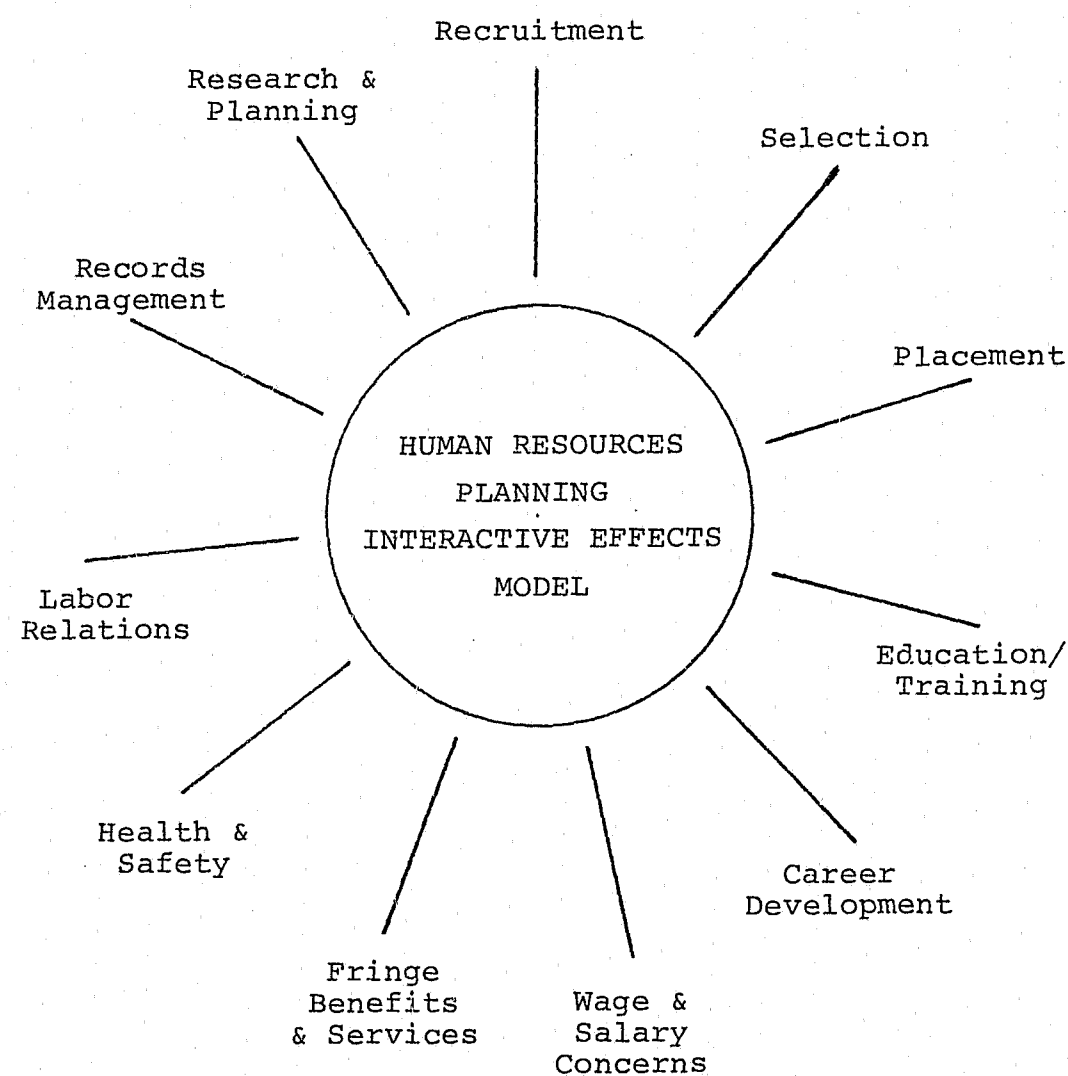 Recruitment
Research &
Planning
Selection
Records
Management
Placement
HUMAN RESOURCES
PLANNING
INTERACTIVE EFFECTS
MODEL
Labor
Relations
Education/
Training
Health &
Safety
Career
Development
Fringe
Benefits
& Services
Wage &
Salary
Concerns